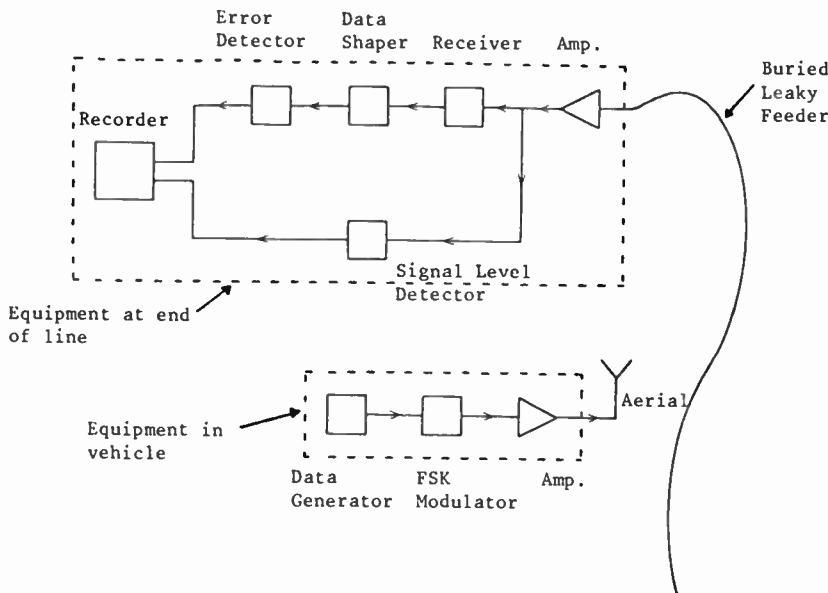 Error
Detector
Data
Shaper
Receiver
Amp.
Buried
Leaky
Feeder
Recorder
Signal Level
Detector
Equipment at end
of line
Aerial
Equipment in
vehicle
Data
Generator
FSK
Modulator
Amp.